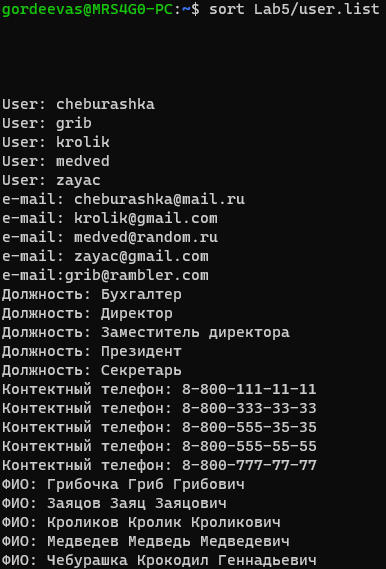 gordeevas@MRS4G0-PC:~$ sort Lab5/user.list
User: cheburashka
User: grib
User: krolik
User: medved
User: zayac
e-mail: cheburashka@mail.ru
e-mail: krolik@gmail.com
e-mail: medved@random.ru
e-mail: zayac@gmail.com
e-mail:grib@rambler.com
Должность: Бухгалтер
Должность: Директор
Должность: Заместитель директора
Должность: Президент
Должность: Секретарь
Контектный телефон: 8-800-111-11-11
Контектный телефон: 8-800-333-33-33
Контектный телефон: 8-800-555-35-35
Контектный телефон: 8-800-555-55-55
Контектный телефон: 8-800-777-77-77
ФИО: Грибочка Гриб Грибович
ФИО: Заяцов Заяц Заяцович
ФИО: Кроликов Кролик Кроликович
ФИО: Медведев Медведь Медведевич
ФИО: Чебурашка Крокодил Геннадьевич